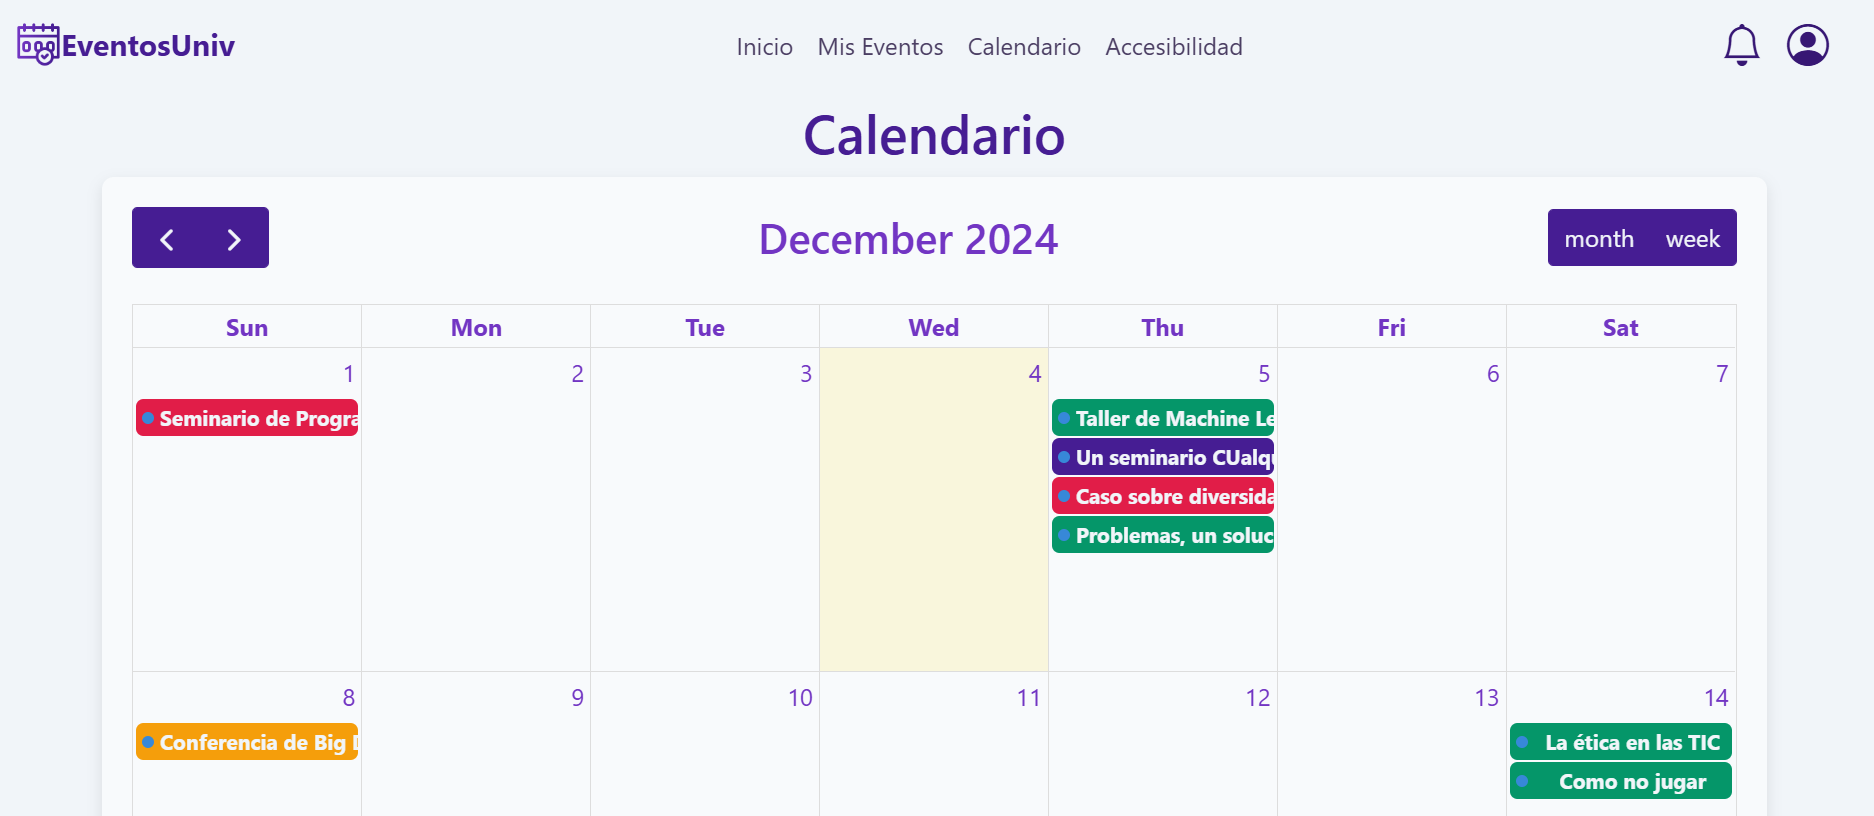 EventosUniv
Inicio Mis Eventos Calendario Accesibilidad
Calendario
December 2024
month week
Sun Mon Tue Wed Thu Fri Sat
1 2 3 4 5 6 7
Seminario de Progra
Taller de Machine Le
Un seminario CUalqu
Caso sobre diversida
Problemas, un soluc
8 9 10 11 12 13 14
Conferencia de Big D
La ética en las TIC
Como no jugar